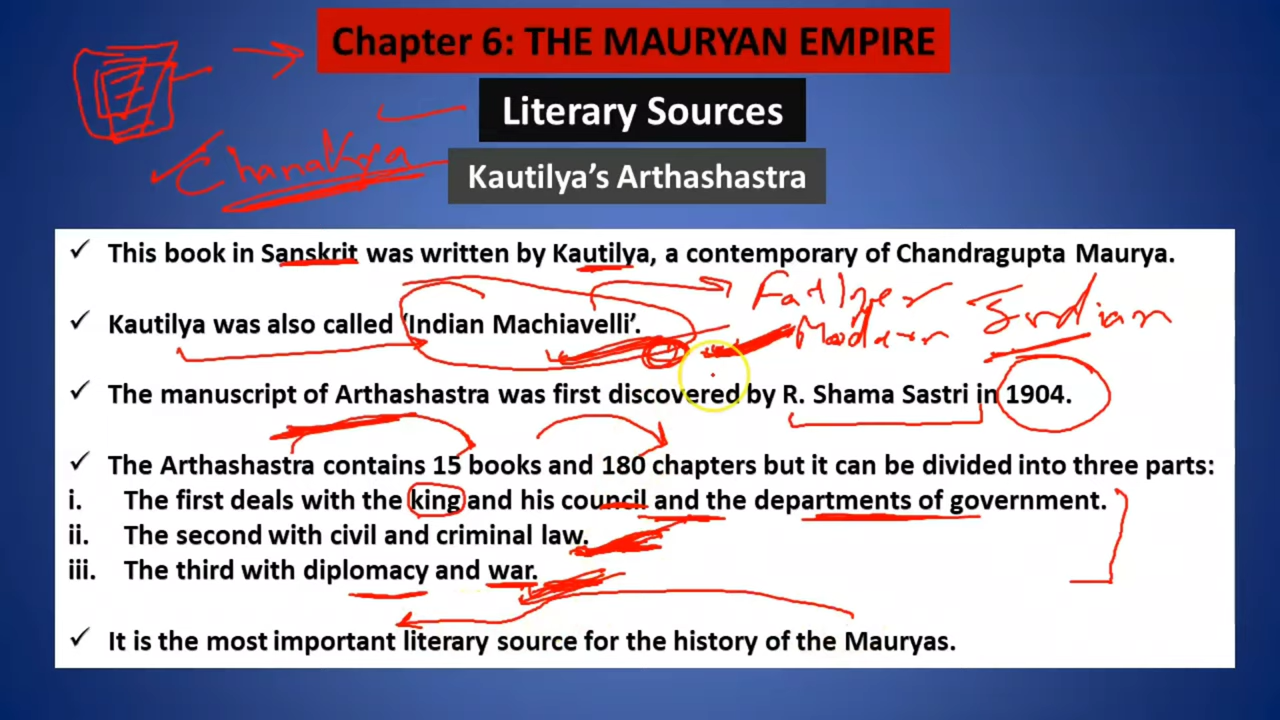 Chapter 6: THE MAURYAN EMPIRE
Literary Sources
Chanakya
Kautilya's Arthashastra
✓ This book in Sanskrit was written by Kautilya, a contemporary of Chandragupta Maurya.
Father Indian
✓ Kautilya was also called 'Indian Machiavelli'.
Modern
✓ The manuscript of Arthashastra was first discovered by R. Shama Sastri in 1904.
✓ The Arthashastra contains 15 books and 180 chapters but it can be divided into three parts:
i. The first deals with the king and his council and the departments of government.
ii. The second with civil and criminal law.
iii. The third with diplomacy and war.
✓ It is the most important literary source for the history of the Mauryas.